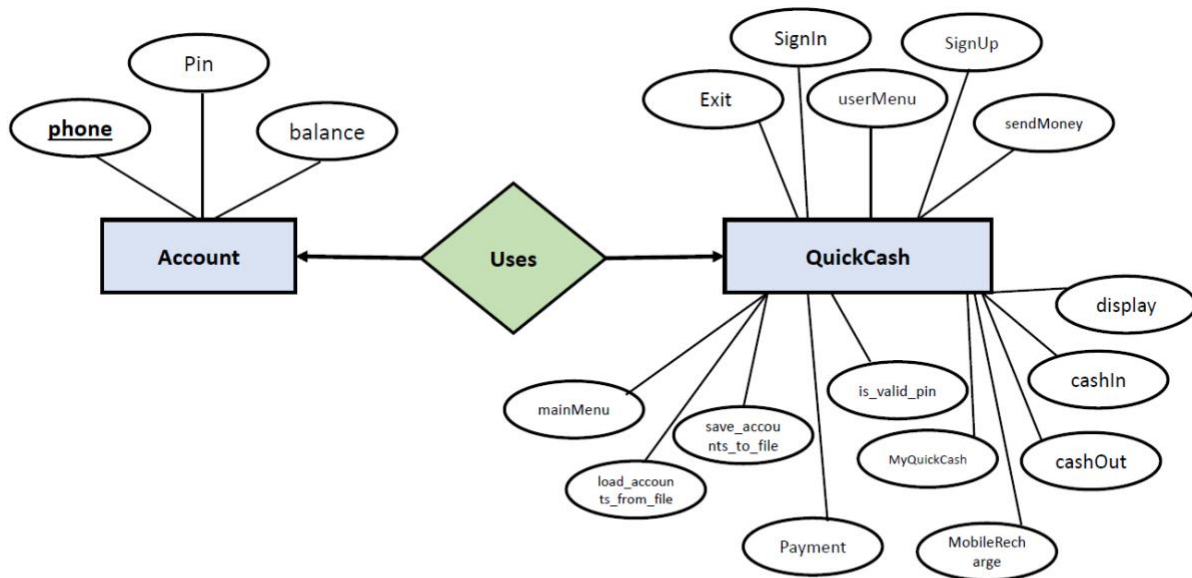 SignIn
SignUp
Pin
Exit
userMenu
phone
balance
sendMoney
Account
Uses
QuickCash
display
cashIn
is_valid_pin
mainMenu
save_accou
nts_to_file
MyQuickCash
cashOut
load_accoun
ts_from_file
Payment
MobileRech
arge